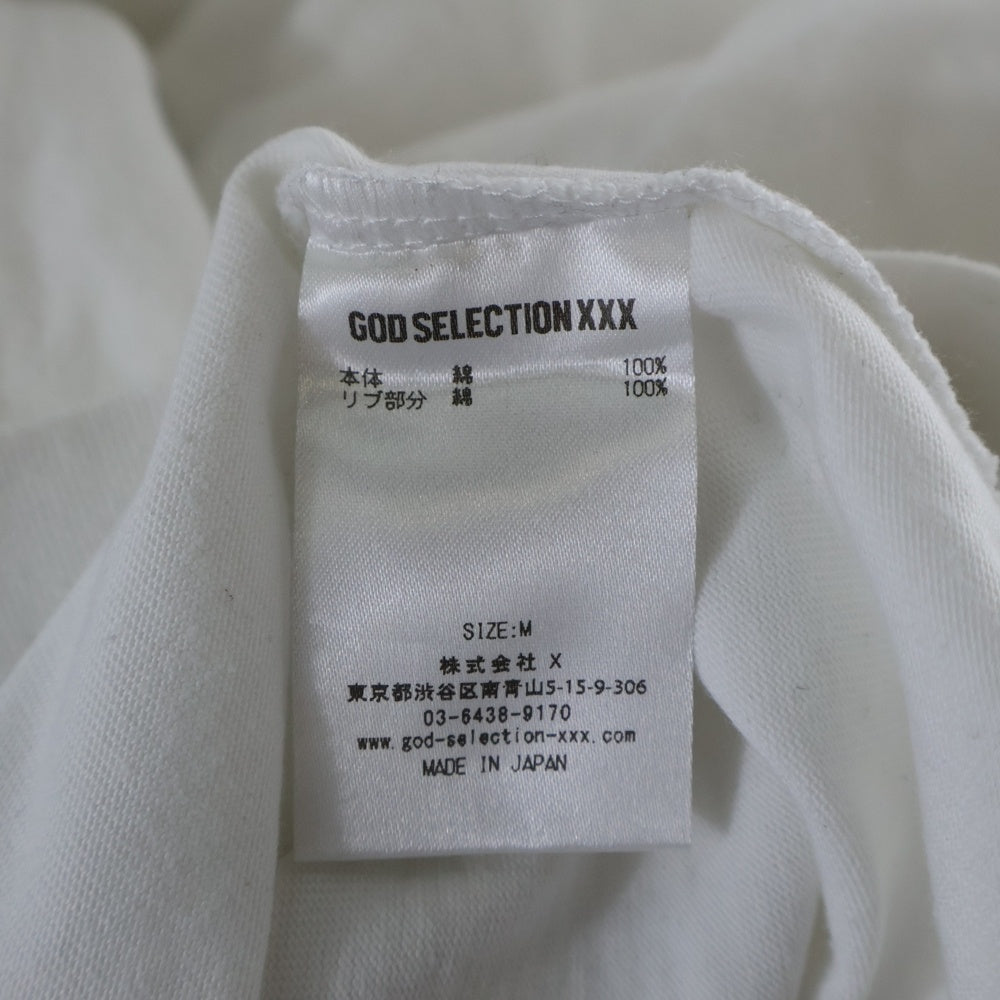 GOD SELECTION XXX
本体 綿 100%
リブ部分 綿 100%
SIZE:M
株式会社 X
東京都渋谷区南青山5-15-9-306
03-6438-9170
www.god-selection-xxx.com
MADE IN JAPAN